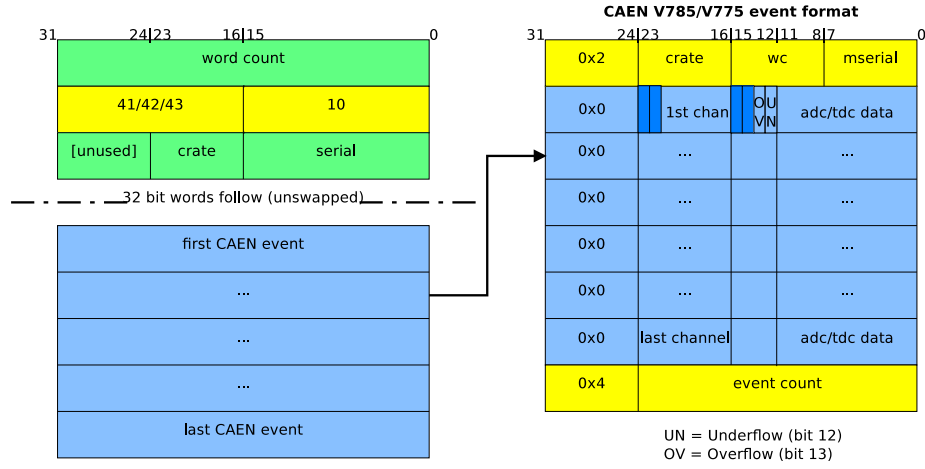 CAEN V785/V775 event format
31 24 23 16 15 0
word count
41/42/43 10
[unused] crate serial
32 bit words follow (unswapped)
first CAEN event
...
...
...
last CAEN event
31 24 23 16 15 12 11 8 7 0
0x2 crate wc mserial
0x0 1st chan OV UN adc/tdc data
0x0 ... ...
0x0 ... ...
0x0 ... ...
0x0 ... ...
0x0 last channel adc/tdc data
0x4 event count
UN = Underflow (bit 12)
OV = Overflow (bit 13)